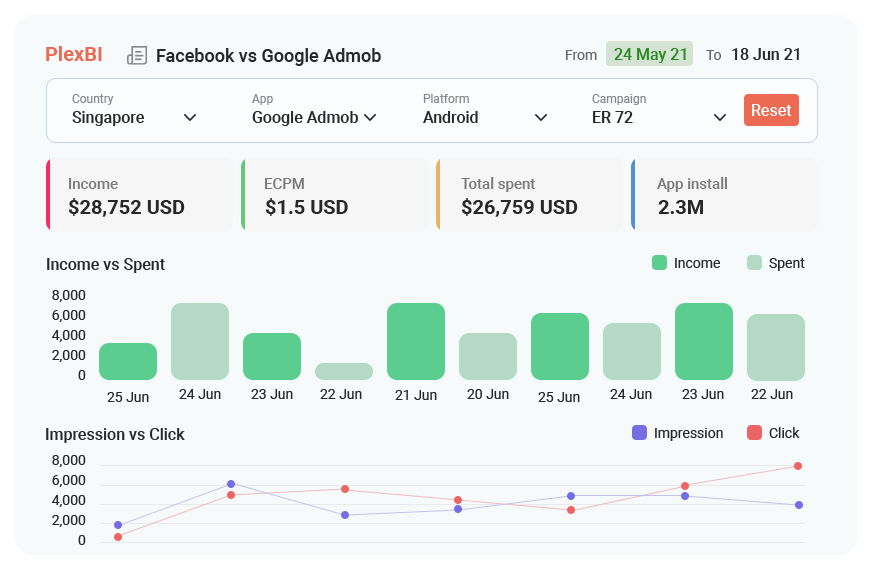 PlexBI Facebook vs Google Admob From 24 May 21 To 18 Jun 21
Country App Platform Campaign
Singapore Google Admob Android ER 72 Reset
Income ECPM Total spent App install
$28,752 USD $1.5 USD $26,759 USD 2.3M
Income vs Spent Income Spent
8,000
6,000
4,000
2,000
0
25 Jun 24 Jun 23 Jun 22 Jun 21 Jun 20 Jun 25 Jun 24 Jun 23 Jun 22 Jun
Impression vs Click Impression Click
8,000
6,000
4,000
2,000
0